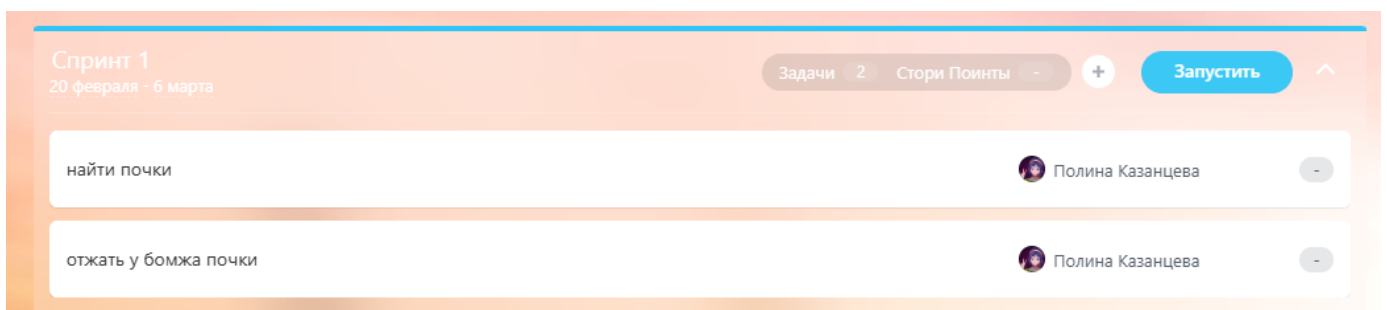 Спринт 1
20 февраля - 6 марта
Задачи 2 Стори Поинты - + Запустить
найти почки Полина Казанцева -
отжать у бомжа почки Полина Казанцева -